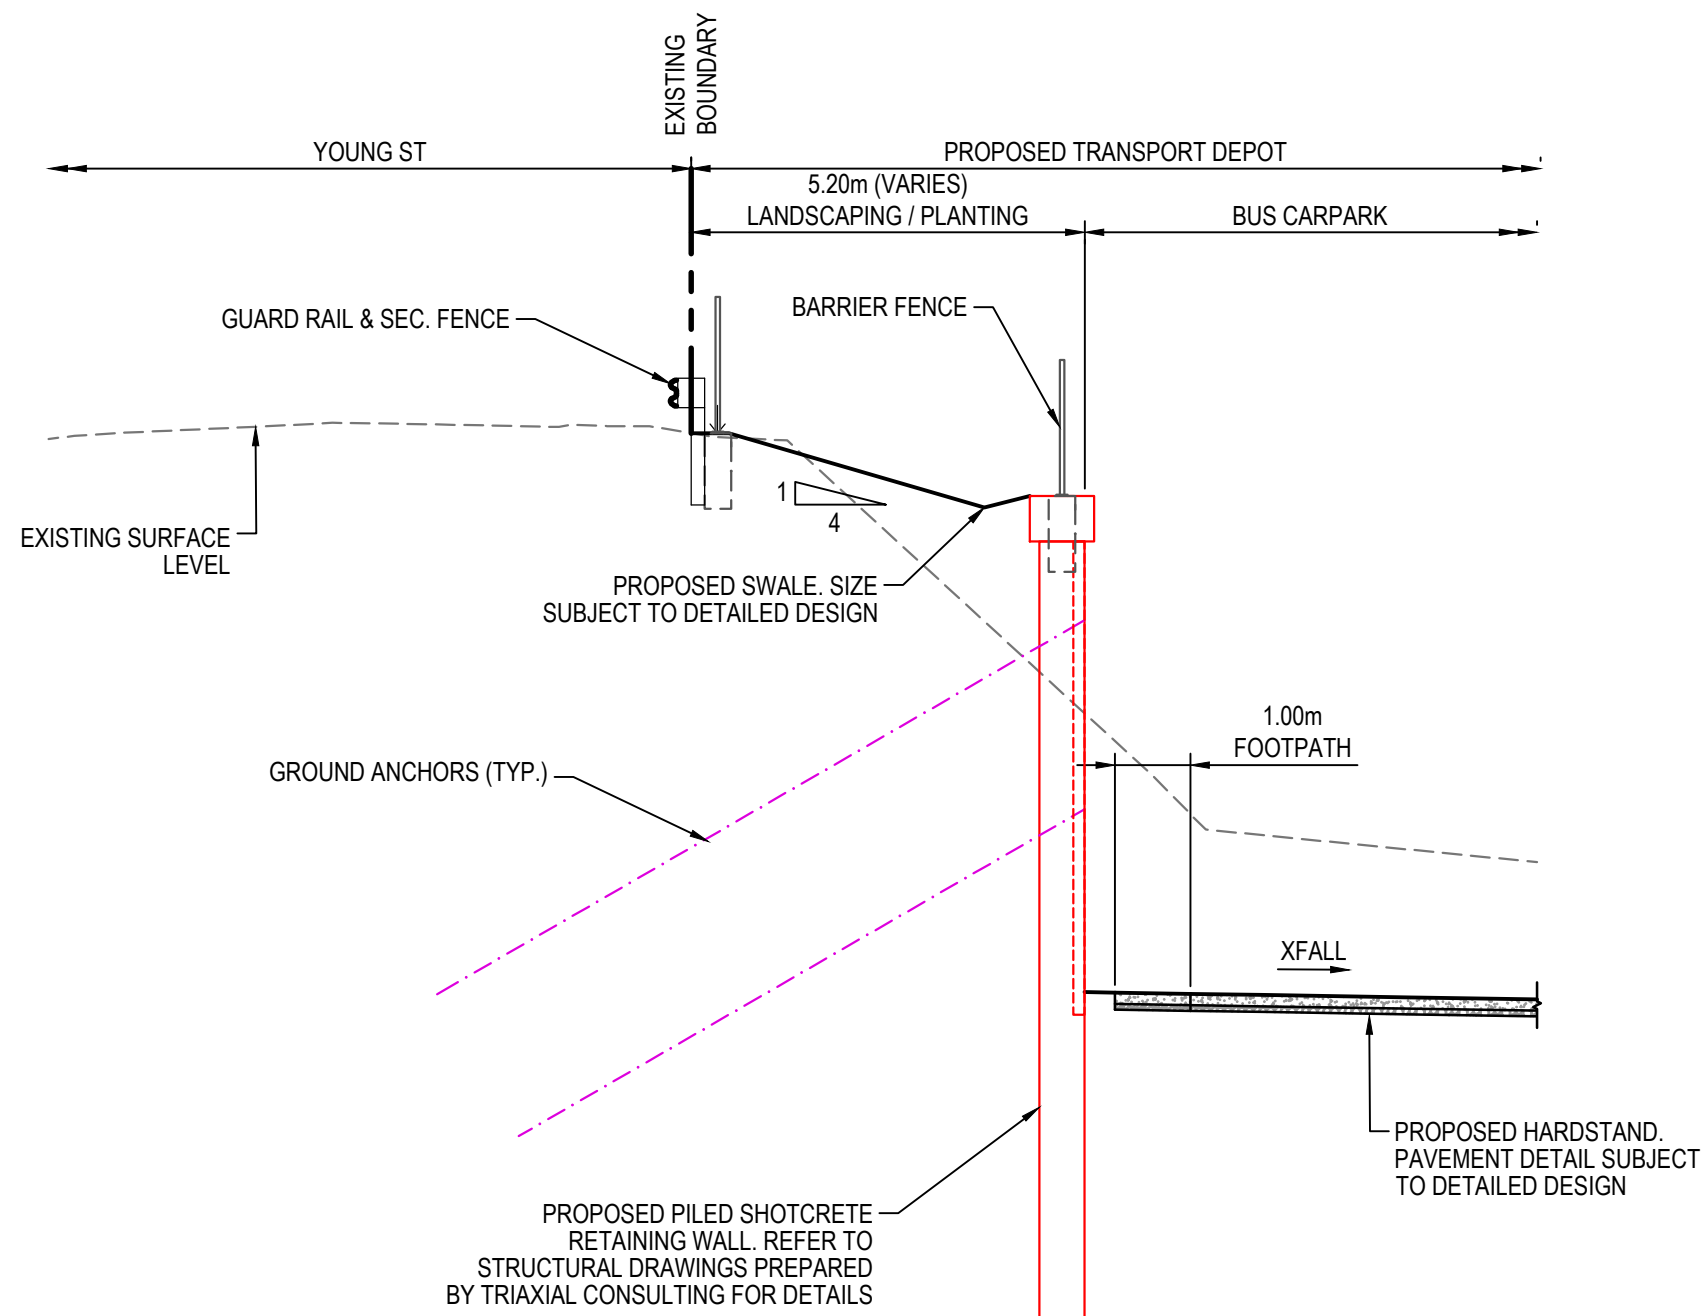 EXISTING
BOUNDARY
YOUNG ST
PROPOSED TRANSPORT DEPOT
5.20m (VARIES)
LANDSCAPING / PLANTING
BUS CARPARK
GUARD RAIL & SEC. FENCE
BARRIER FENCE
1
4
EXISTING SURFACE
LEVEL
PROPOSED SWALE. SIZE
SUBJECT TO DETAILED DESIGN
1.00m
FOOTPATH
GROUND ANCHORS (TYP.)
XFALL
PROPOSED HARDSTAND.
PAVEMENT DETAIL SUBJECT
TO DETAILED DESIGN
PROPOSED PILED SHOTCRETE
RETAINING WALL. REFER TO
STRUCTURAL DRAWINGS PREPARED
BY TRIAXIAL CONSULTING FOR DETAILS